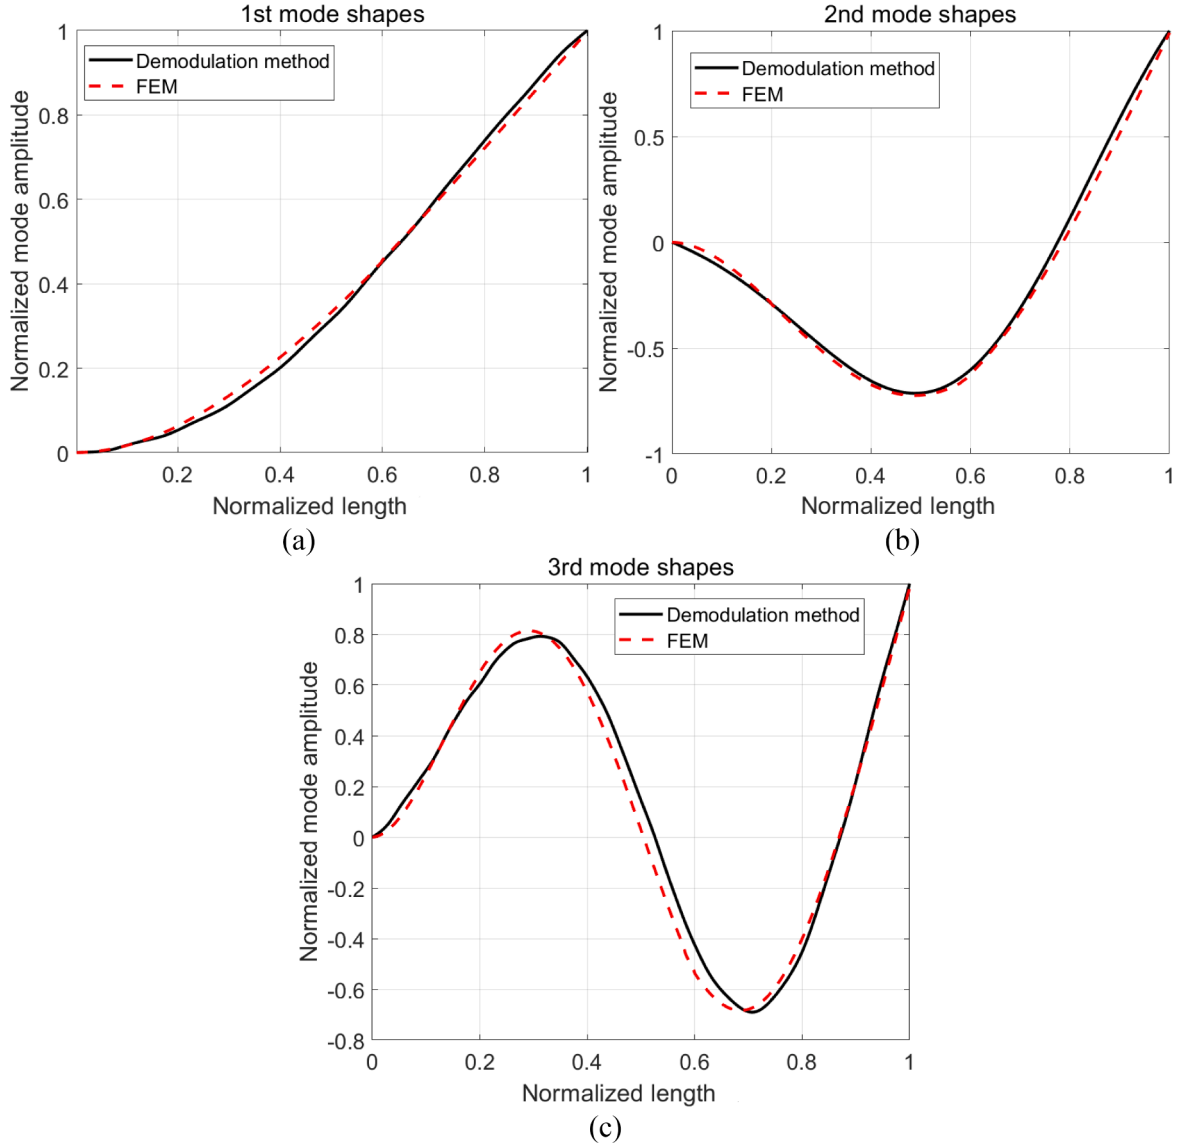 1st mode shapes
1
0.8
0.6
0.4
0.2
0
Normalized mode amplitude
Demodulation method
FEM
0.2 0.4 0.6 0.8 1
Normalized length
(a)
2nd mode shapes
1
0.5
0
-0.5
-1
Normalized mode amplitude
Demodulation method
FEM
0 0.2 0.4 0.6 0.8 1
Normalized length
(b)
3rd mode shapes
1
0.8
0.6
0.4
0.2
0
-0.2
-0.4
-0.6
-0.8
Normalized mode amplitude
Demodulation method
FEM
0 0.2 0.4 0.6 0.8 1
Normalized length
(c)